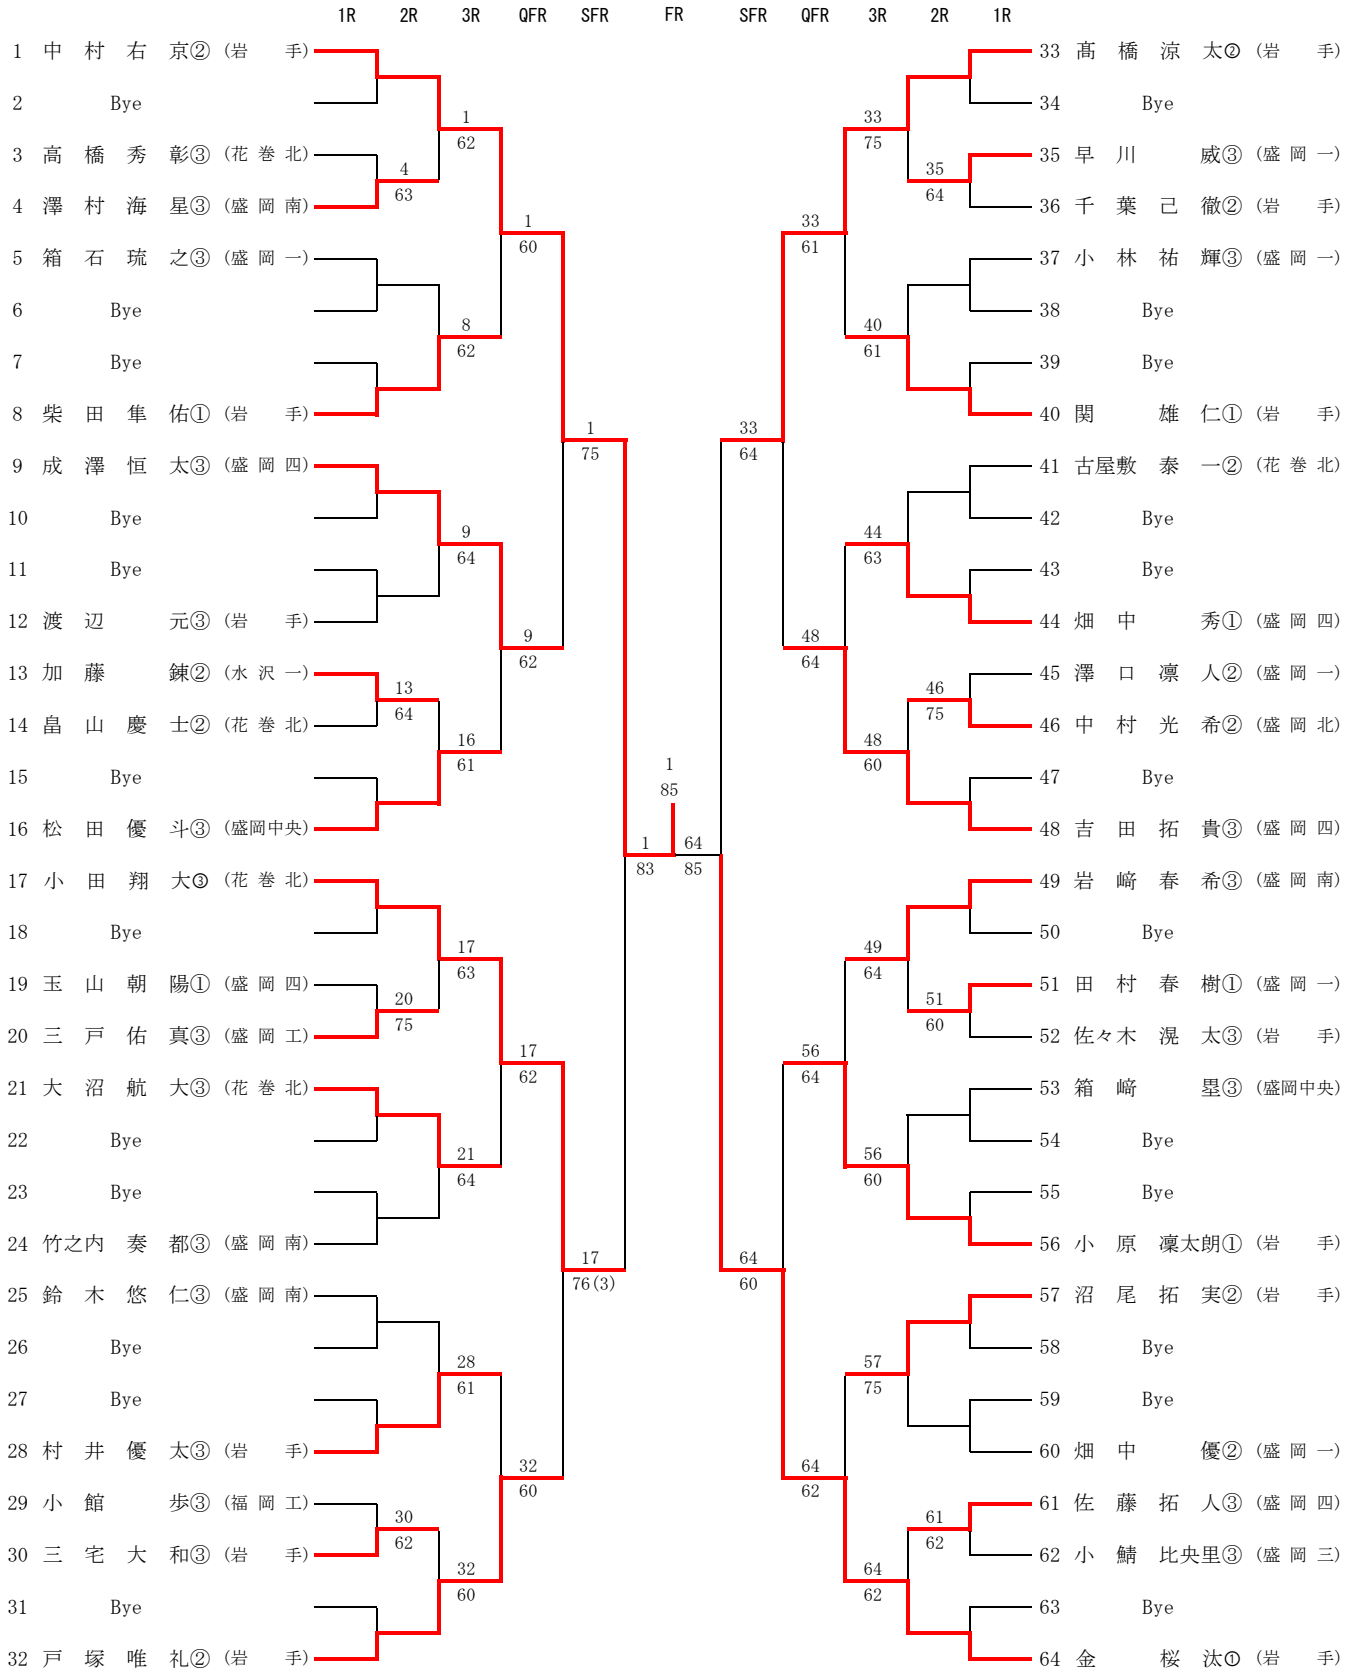 1R 2R 3R QFR SFR FR SFR QFR 3R 2R 1R
1 中村右京② (岩手)
2 Bye
3 高橋秀彰③ (花巻北)
4 澤村海星③ (盛岡南)
5 箱石琉之③ (盛岡一)
6 Bye
7 Bye
8 柴田隼佑① (岩手)
9 成澤恒太③ (盛岡四)
10 Bye
11 Bye
12 渡辺元③ (岩手)
13 加藤錬② (水沢一)
14 畠山慶士② (花巻北)
15 Bye
16 松田優斗③ (盛岡中央)
17 小田翔大③ (花巻北)
18 Bye
19 玉山朝陽① (盛岡四)
20 三戸佑真③ (盛岡工)
21 大沼航大③ (花巻北)
22 Bye
23 Bye
24 竹之内奏都③ (盛岡南)
25 鈴木悠仁③ (盛岡南)
26 Bye
27 Bye
28 村井優太③ (岩手)
29 小館歩③ (福岡工)
30 三宅大和③ (岩手)
31 Bye
32 戸塚唯礼② (岩手)
4
63
13
64
20
75
30
62
1
62
8
62
9
64
16
61
17
63
21
64
28
61
32
60
1
60
9
62
17
62
32
60
1
75
17
76(3)
1
83
1
85
64
85
33
64
64
60
33
61
48
64
56
64
64
62
33
75
40
61
44
63
48
60
49
64
56
60
57
75
64
62
35
64
46
75
51
60
61
62
33 髙橋涼太❷ (岩手)
34 Bye
35 早川威③ (盛岡一)
36 千葉己徹② (岩手)
37 小林祐輝③ (盛岡一)
38 Bye
39 Bye
40 関雄仁① (岩手)
41 古屋敷泰一② (花巻北)
42 Bye
43 Bye
44 畑中秀① (盛岡四)
45 澤口凛人② (盛岡一)
46 中村光希② (盛岡北)
47 Bye
48 吉田拓貴③ (盛岡四)
49 岩﨑春希③ (盛岡南)
50 Bye
51 田村春樹① (盛岡一)
52 佐々木滉太③ (岩手)
53 箱﨑塁③ (盛岡中央)
54 Bye
55 Bye
56 小原凜太朗① (岩手)
57 沼尾拓実② (岩手)
58 Bye
59 Bye
60 畑中優② (盛岡一)
61 佐藤拓人③ (盛岡四)
62 小鯖比央里③ (盛岡三)
63 Bye
64 金桜汰① (岩手)